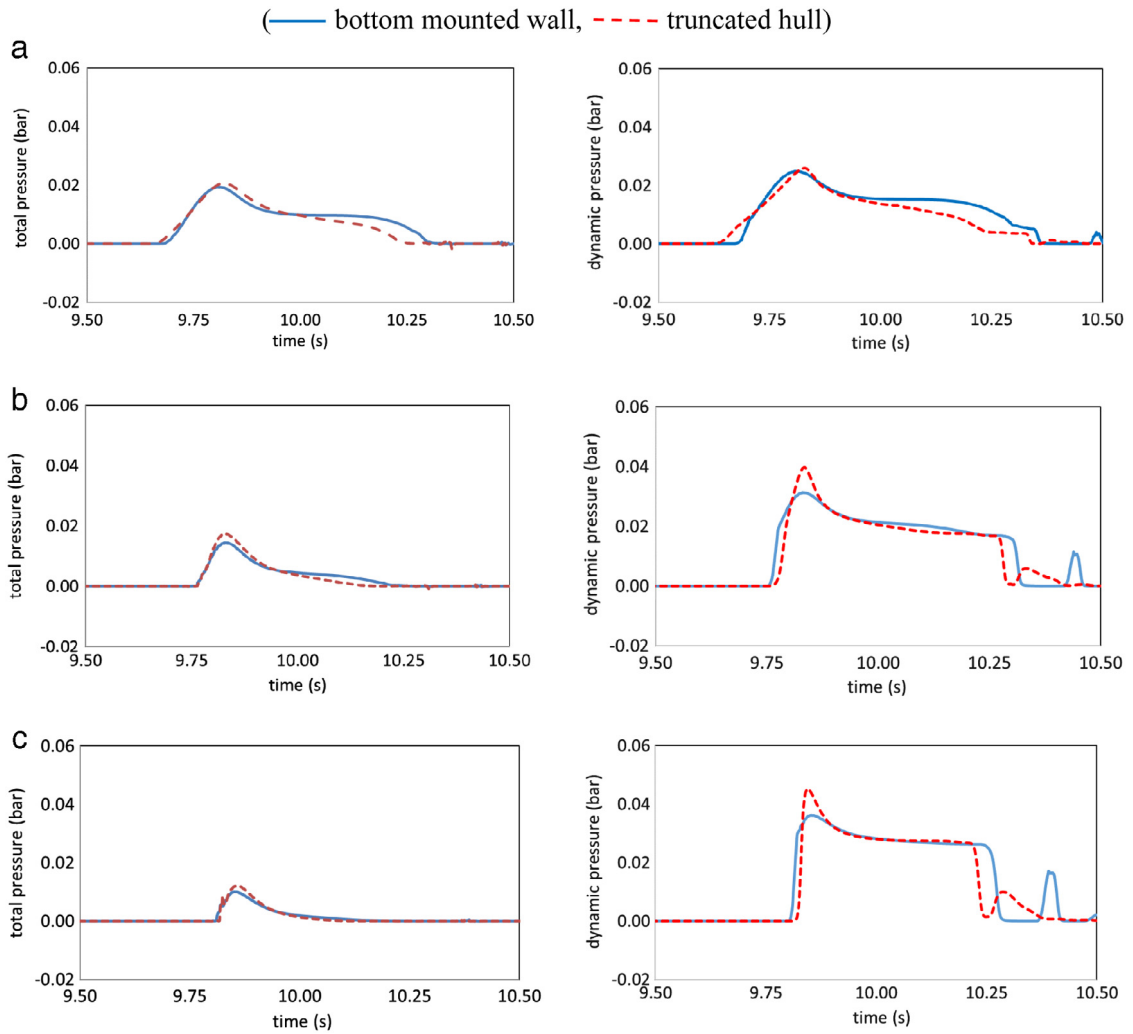 (bottom mounted wall, truncated hull)
a
0.06
0.04
0.02
0.00
-0.02
total pressure (bar)
9.50 9.75 10.00 10.25 10.50
time (s)
0.06
0.04
0.02
0.00
-0.02
dynamic pressure (bar)
9.50 9.75 10.00 10.25 10.50
time (s)
b
0.06
0.04
0.02
0.00
-0.02
total pressure (bar)
9.50 9.75 10.00 10.25 10.50
time (s)
0.06
0.04
0.02
0.00
-0.02
dynamic pressure (bar)
9.50 9.75 10.00 10.25 10.50
time (s)
c
0.06
0.04
0.02
0.00
-0.02
total pressure (bar)
9.50 9.75 10.00 10.25 10.50
time (s)
0.06
0.04
0.02
0.00
-0.02
dynamic pressure (bar)
9.50 9.75 10.00 10.25 10.50
time (s)